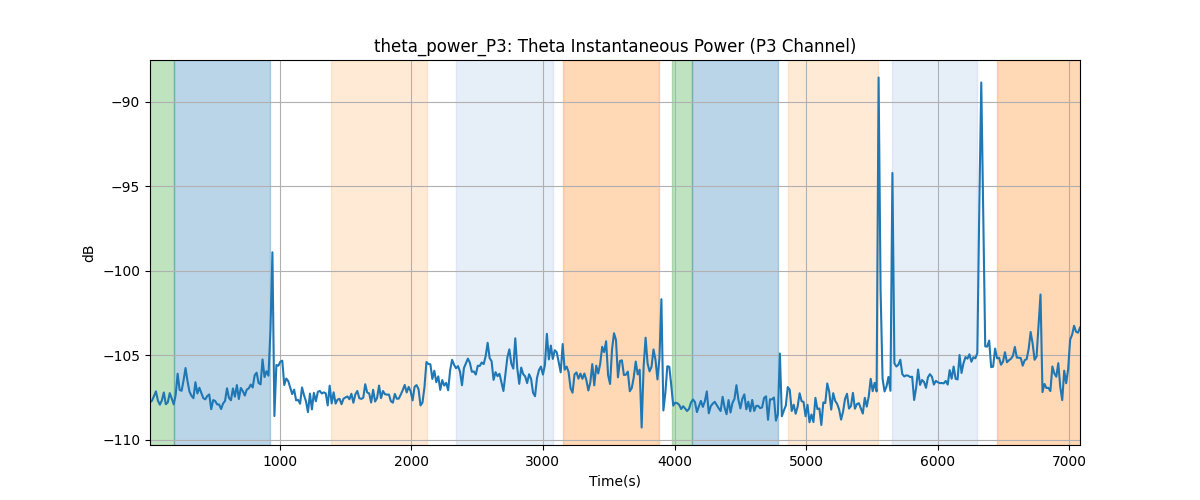 theta_power_P3: Theta Instantaneous Power (P3 Channel)
dB
−90
−95
−100
−105
−110
1000 2000 3000 4000 5000 6000 7000
Time(s)